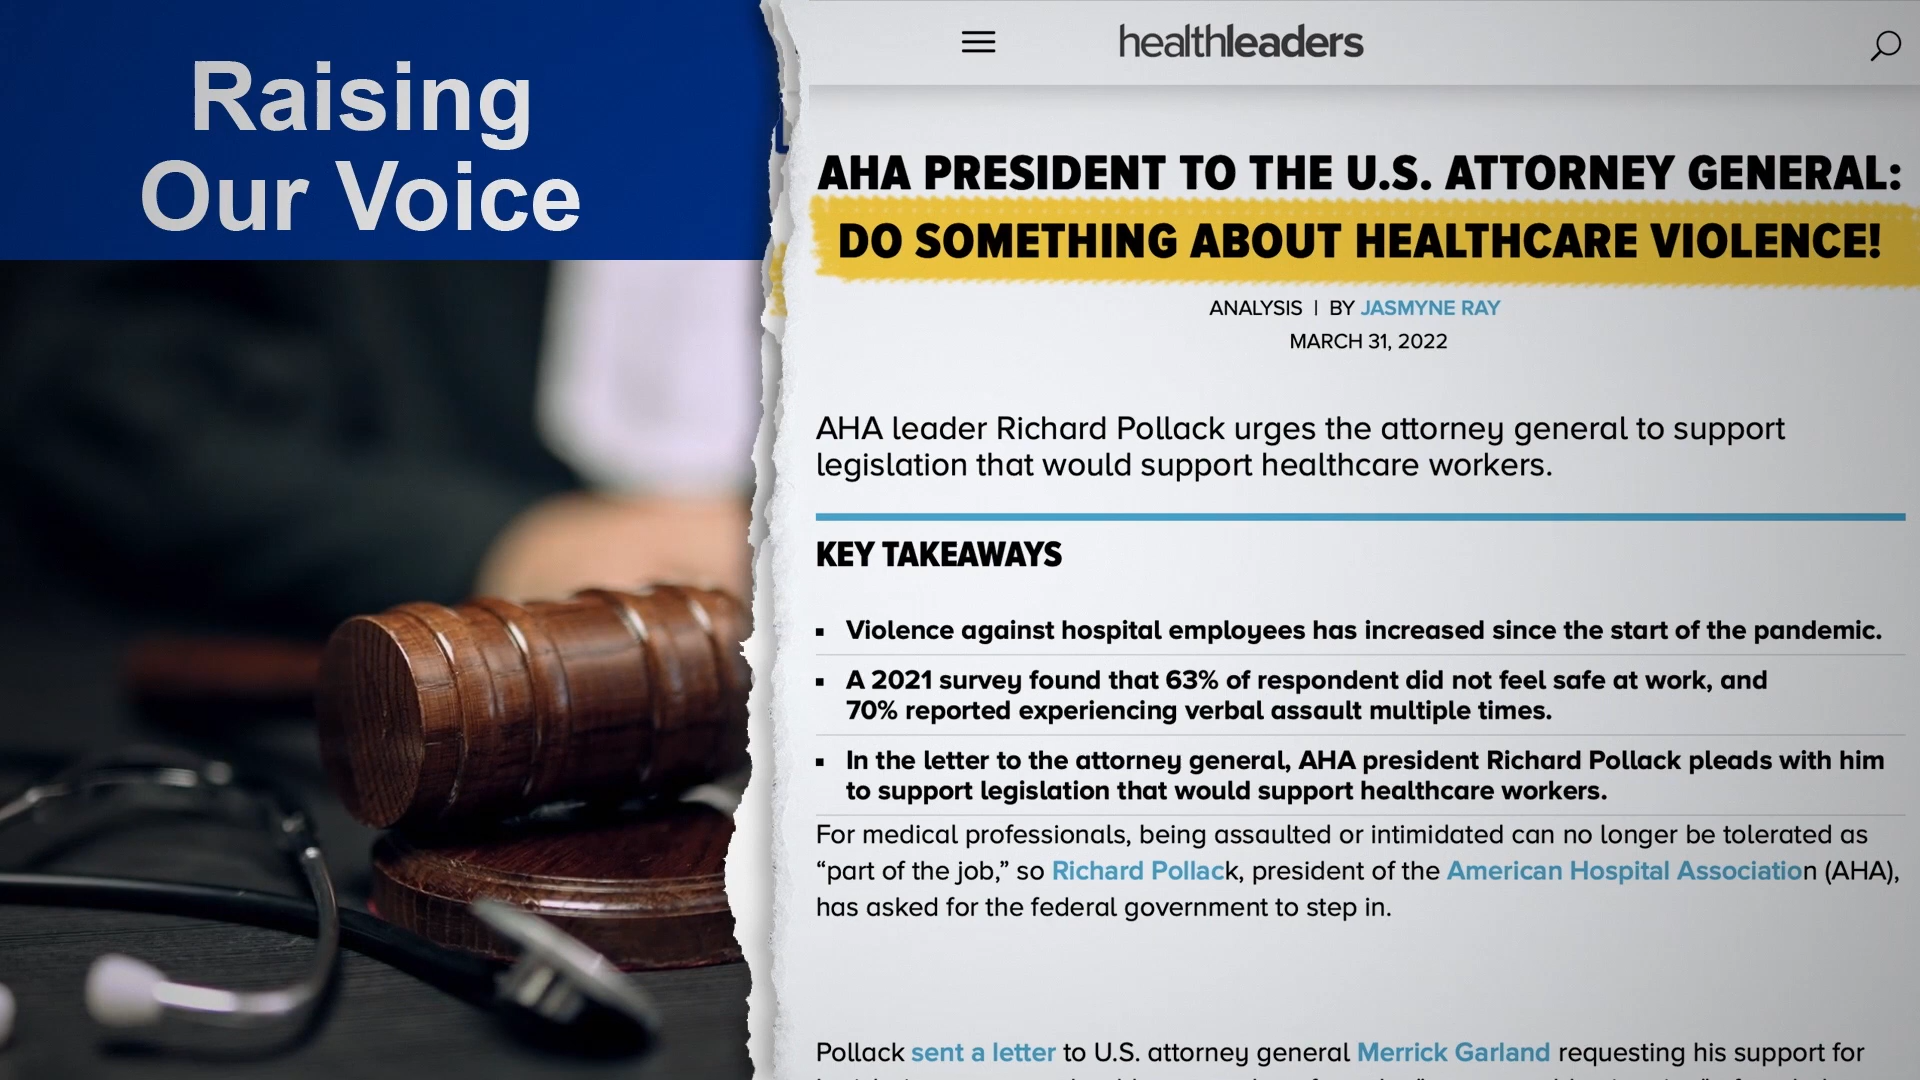 Raising
Our Voice
healthleaders
AHA PRESIDENT TO THE U.S. ATTORNEY GENERAL:
DO SOMETHING ABOUT HEALTHCARE VIOLENCE!
ANALYSIS | BY JASMYNE RAY
MARCH 31, 2022
AHA leader Richard Pollack urges the attorney general to support
legislation that would support healthcare workers.
KEY TAKEAWAYS
▪ Violence against hospital employees has increased since the start of the pandemic.
▪ A 2021 survey found that 63% of respondent did not feel safe at work, and
70% reported experiencing verbal assault multiple times.
▪ In the letter to the attorney general, AHA president Richard Pollack pleads with him
to support legislation that would support healthcare workers.
For medical professionals, being assaulted or intimidated can no longer be tolerated as
“part of the job,” so Richard Pollack, president of the American Hospital Association (AHA),
has asked for the federal government to step in.
Pollack sent a letter to U.S. attorney general Merrick Garland requesting his support for